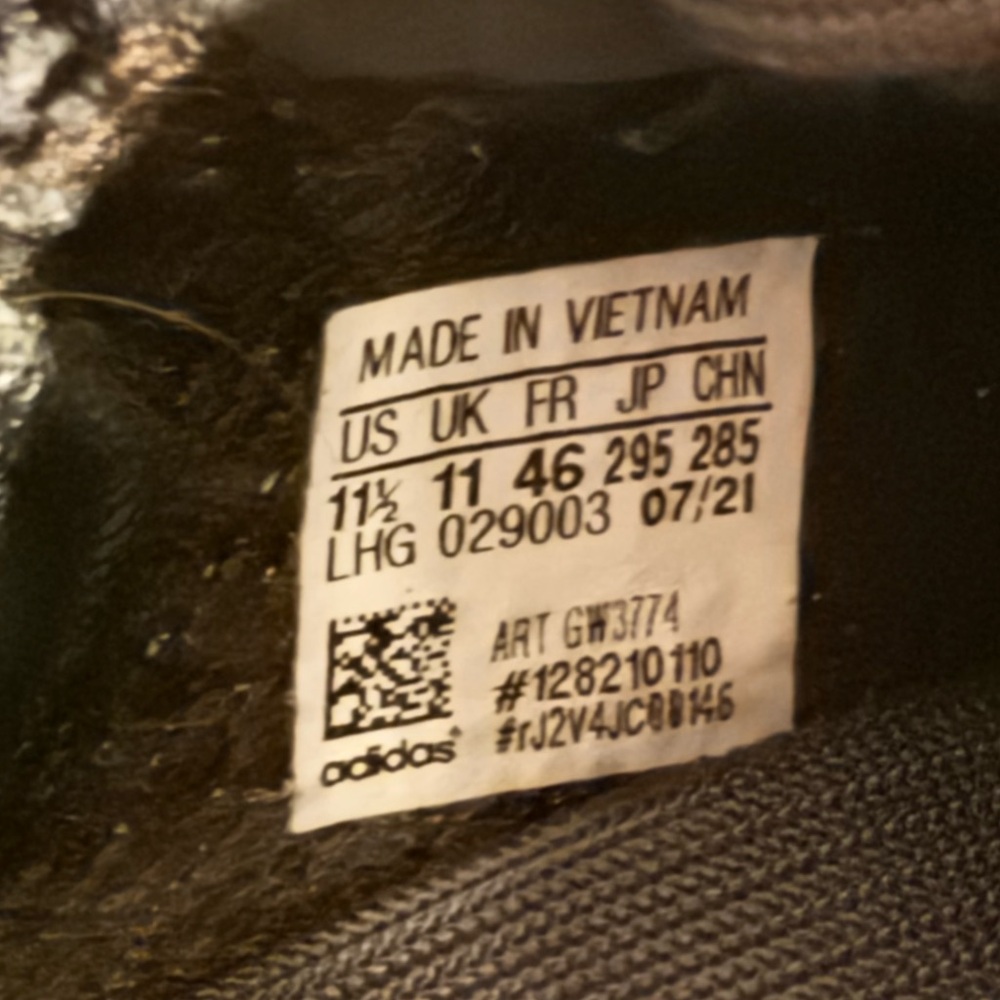 MADE IN VIETNAM
US UK FR JP CHN
11½ 11 46 295 285
LHG 029003 07/21
ART GW3774
#128210110
#rJ2V4JC00146
adidas